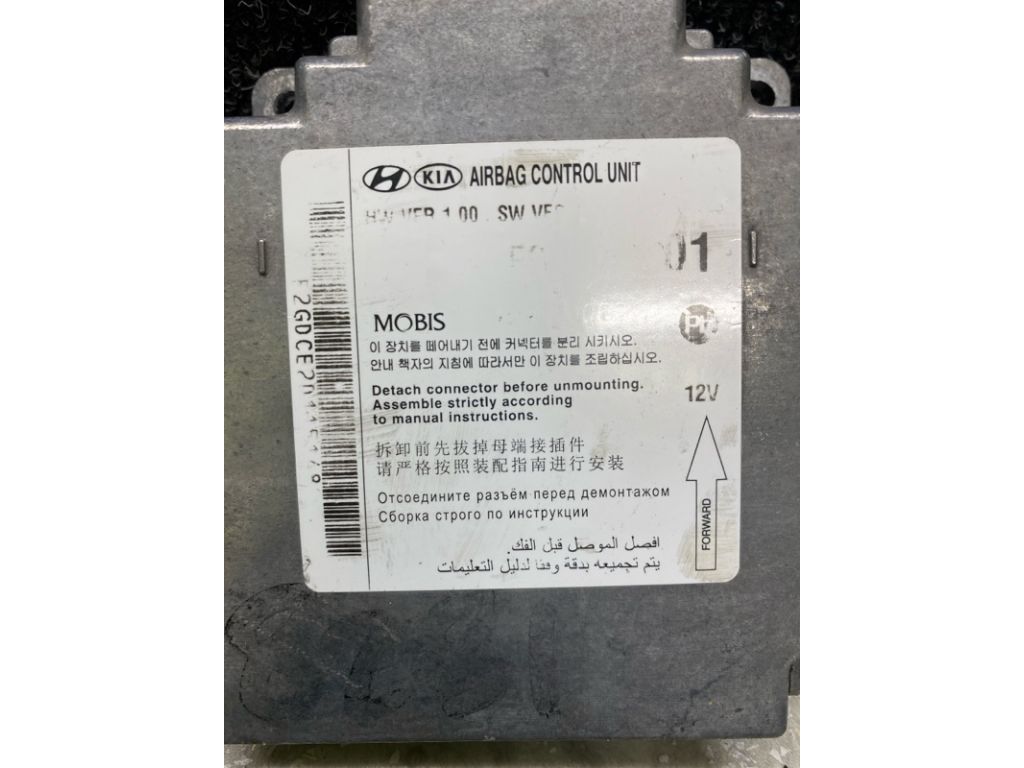 KIA AIRBAG CONTROL UNIT
HW VER 1.00 SW
MOBIS
이 장치를 떼어내기 전에 커넥터를 분리 시키시오.
안내 책자의 지침에 따라서만 이 장치를 조립하십시오.
Detach connector before unmounting.
Assemble strictly according
to manual instructions.
12V
拆卸前先拔掉母端接插件
请严格按照装配指南进行安装
Отсоедините разъём перед демонтажом
Сборка строго по инструкции
FORWARD
افصل الموصل قبل الفك.
يتم تجميعه بدقة وفقا لدليل التعليمات